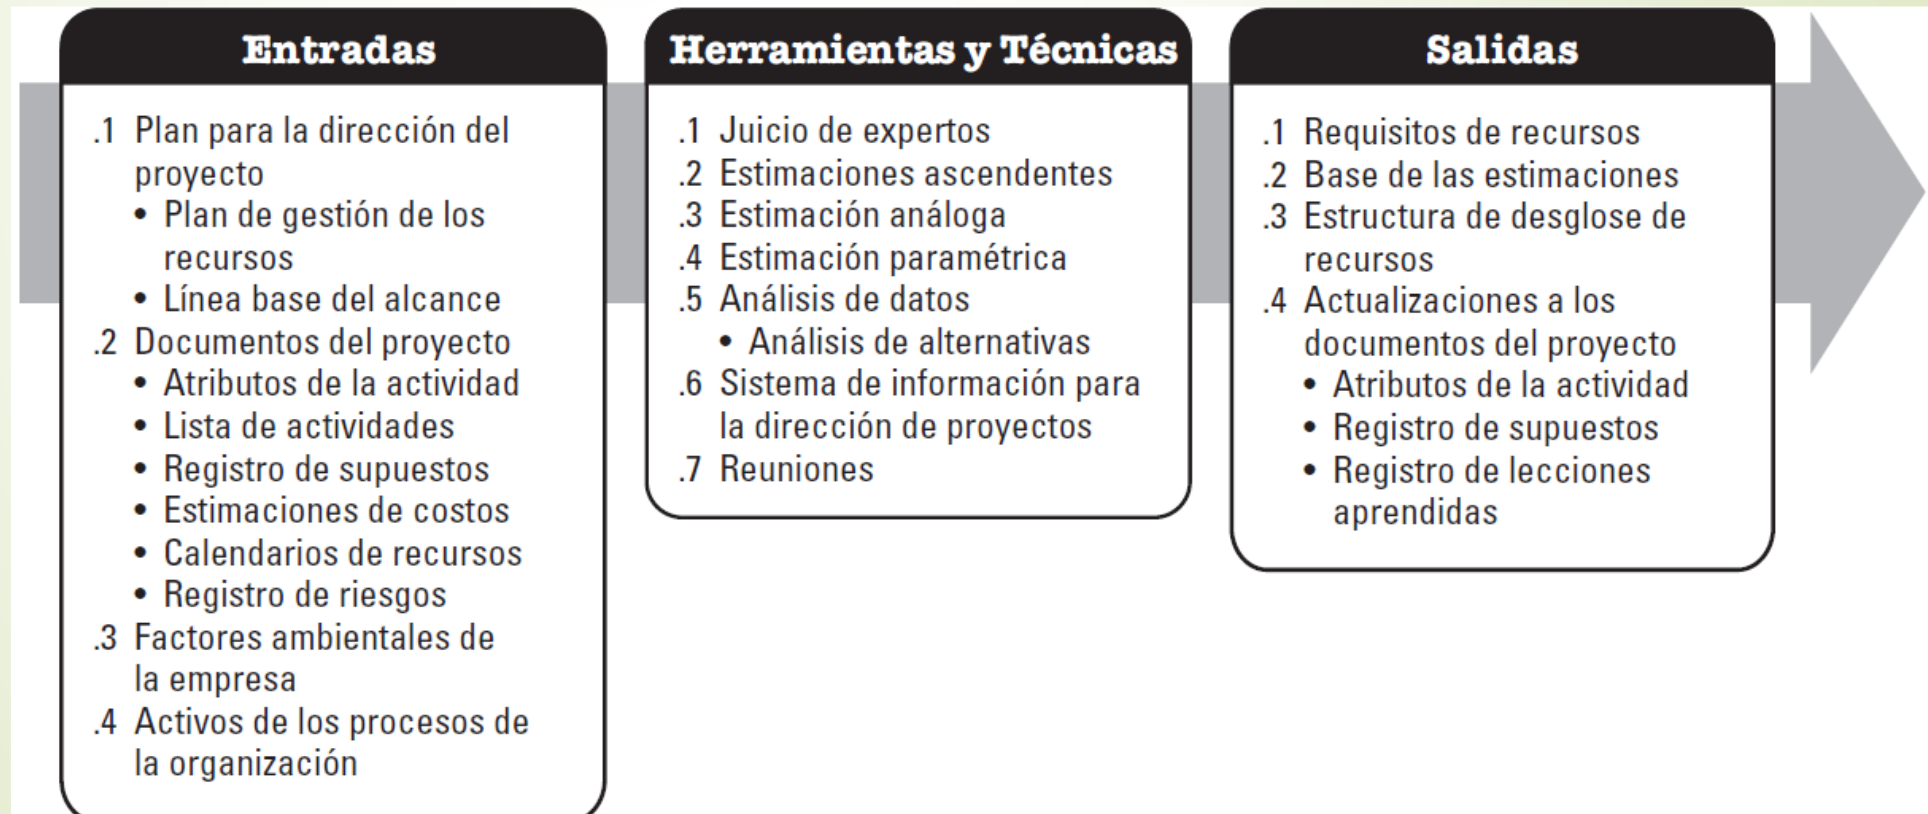 Entradas
.1 Plan para la dirección del
proyecto
• Plan de gestión de los
recursos
• Línea base del alcance
.2 Documentos del proyecto
• Atributos de la actividad
• Lista de actividades
• Registro de supuestos
• Estimaciones de costos
• Calendarios de recursos
• Registro de riesgos
.3 Factores ambientales de
la empresa
.4 Activos de los procesos de
la organización
Herramientas y Técnicas
.1 Juicio de expertos
.2 Estimaciones ascendentes
.3 Estimación análoga
.4 Estimación paramétrica
.5 Análisis de datos
• Análisis de alternativas
.6 Sistema de información para
la dirección de proyectos
.7 Reuniones
Salidas
.1 Requisitos de recursos
.2 Base de las estimaciones
.3 Estructura de desglose de
recursos
.4 Actualizaciones a los
documentos del proyecto
• Atributos de la actividad
• Registro de supuestos
• Registro de lecciones
aprendidas